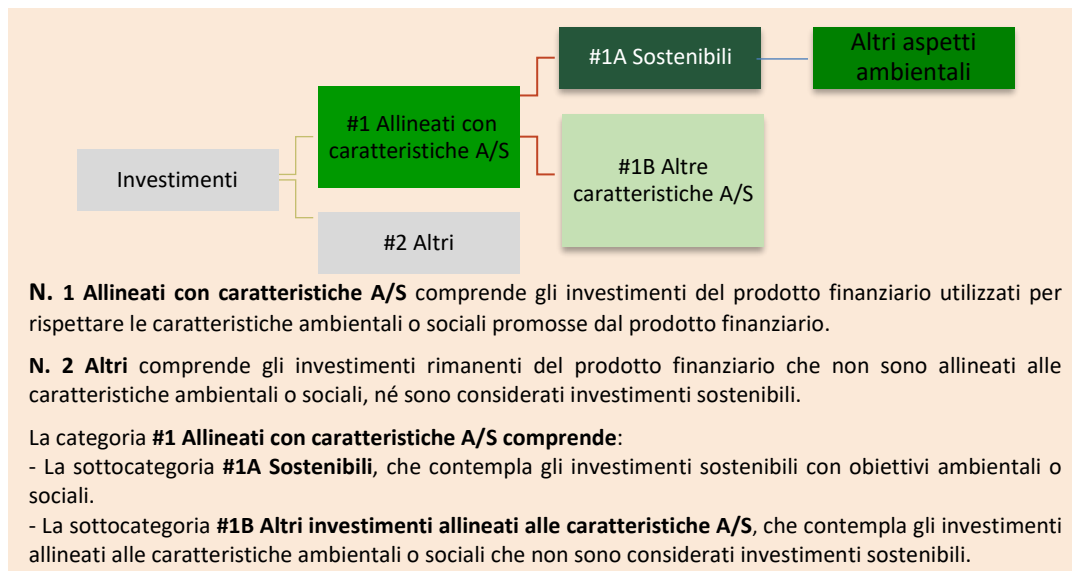 #1A Sostenibili
Altri aspetti
ambientali
#1 Allineati con
caratteristiche A/S
#1B Altre
caratteristiche A/S
Investimenti
#2 Altri
N. 1 Allineati con caratteristiche A/S comprende gli investimenti del prodotto finanziario utilizzati per
rispettare le caratteristiche ambientali o sociali promosse dal prodotto finanziario.
N. 2 Altri comprende gli investimenti rimanenti del prodotto finanziario che non sono allineati alle
caratteristiche ambientali o sociali, né sono considerati investimenti sostenibili.
La categoria #1 Allineati con caratteristiche A/S comprende:
- La sottocategoria #1A Sostenibili, che contempla gli investimenti sostenibili con obiettivi ambientali o
sociali.
- La sottocategoria #1B Altri investimenti allineati alle caratteristiche A/S, che contempla gli investimenti
allineati alle caratteristiche ambientali o sociali che non sono considerati investimenti sostenibili.